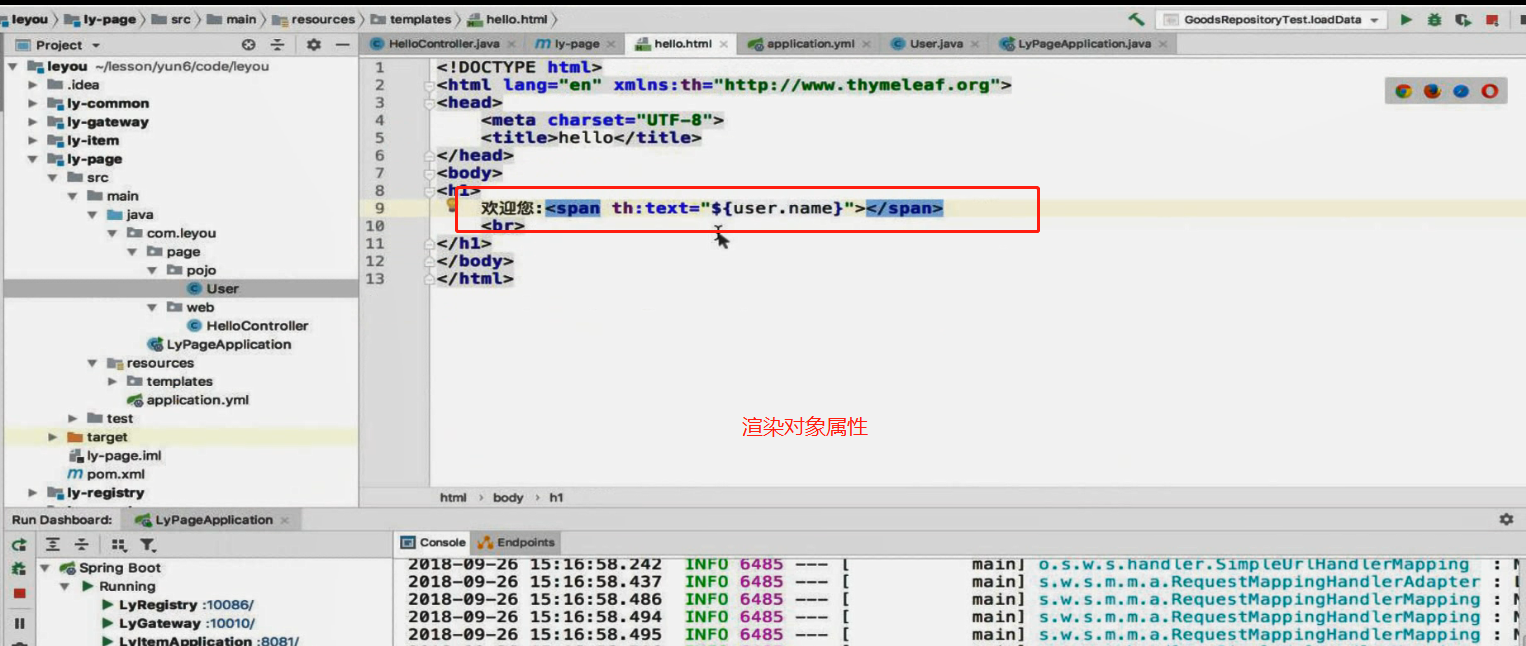 leyou ly-page src main resources templates hello.html GoodsRepositoryTest.loadData
Project HelloController.java ly-page hello.html application.yml User.java LyPageApplication.java
leyou ~/lesson/yun6/code/leyou
.idea
ly-common
ly-gateway
ly-item
ly-page
src
main
java
com.leyou
page
pojo
User
web
HelloController
LyPageApplication
resources
templates
application.yml
test
target
ly-page.iml
pom.xml
ly-registry
1 <!DOCTYPE html>
2 <html lang="en" xmlns:th="http://www.thymeleaf.org">
3 <head>
4 <meta charset="UTF-8">
5 <title>hello</title>
6 </head>
7 <body>
8 <h1>
9 欢迎您:<span th:text="${user.name}"></span>
10 <br>
11 </h1>
12 </body>
13 </html>
渲染对象属性
html › body › h1
Run Dashboard: LyPageApplication
Console Endpoints
Spring Boot
Running
LyRegistry :10086/
LyGateway :10010/
LyItemApplication :8081/
2018-09-26 15:16:58.242 INFO 6485 --- [ main] o.s.w.s.handler.SimpleUrlHandlerMapping :
2018-09-26 15:16:58.437 INFO 6485 --- [ main] s.w.s.m.m.a.RequestMappingHandlerAdapter :
2018-09-26 15:16:58.486 INFO 6485 --- [ main] s.w.s.m.m.a.RequestMappingHandlerMapping :
2018-09-26 15:16:58.494 INFO 6485 --- [ main] s.w.s.m.m.a.RequestMappingHandlerMapping :
2018-09-26 15:16:58.495 INFO 6485 --- [ main] s.w.s.m.m.a.RequestMappingHandlerMapping :